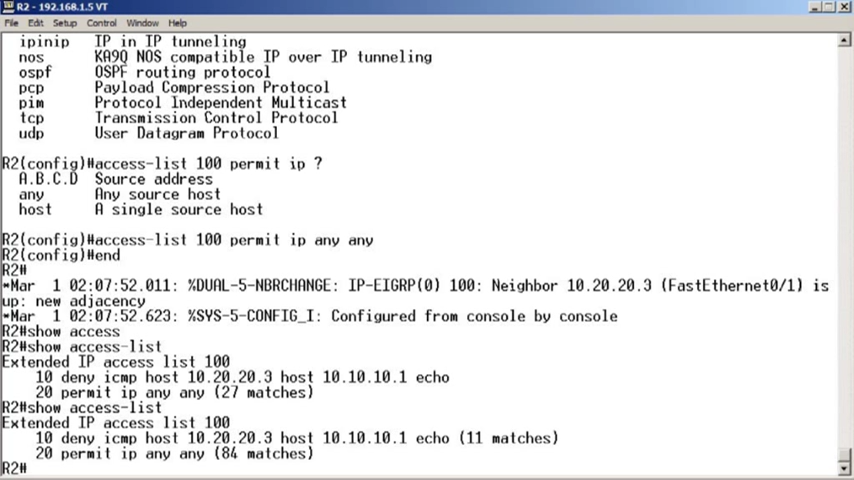 R2 - 192.168.1.5 VT
File Edit Setup Control Window Help
ipinip IP in IP tunneling
nos KA9Q NOS compatible IP over IP tunneling
ospf OSPF routing protocol
pcp Payload Compression Protocol
pim Protocol Independent Multicast
tcp Transmission Control Protocol
udp User Datagram Protocol
R2(config)#access-list 100 permit ip ?
A.B.C.D Source address
any Any source host
host A single source host
R2(config)#access-list 100 permit ip any any
R2(config)#end
R2#
*Mar 1 02:07:52.011: %DUAL-5-NBRCHANGE: IP-EIGRP(0) 100: Neighbor 10.20.20.3 (FastEthernet0/1) is
up: new adjacency
*Mar 1 02:07:52.623: %SYS-5-CONFIG_I: Configured from console by console
R2#show access
R2#show access-list
Extended IP access list 100
10 deny icmp host 10.20.20.3 host 10.10.10.1 echo
20 permit ip any any (27 matches)
R2#show access-list
Extended IP access list 100
10 deny icmp host 10.20.20.3 host 10.10.10.1 echo (11 matches)
20 permit ip any any (84 matches)
R2#